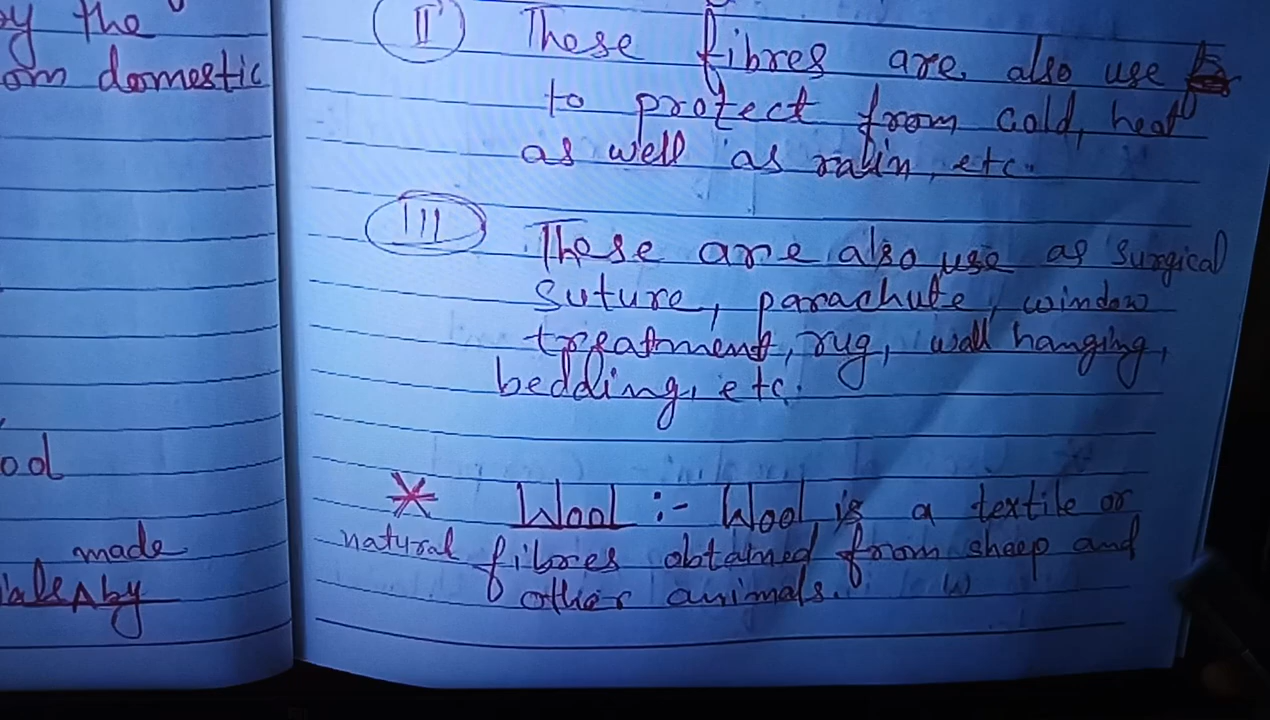 y the
om domestic
od
made
by
II These fibres are also use
to protect from cold, heat
as well as rain, etc.
III These are also use as surgical
suture, parachute, window
treatment, rug, wall hanging,
bedding, etc.
* Wool :- Wool is a textile or
natural fibres obtained from sheep and
other animals.